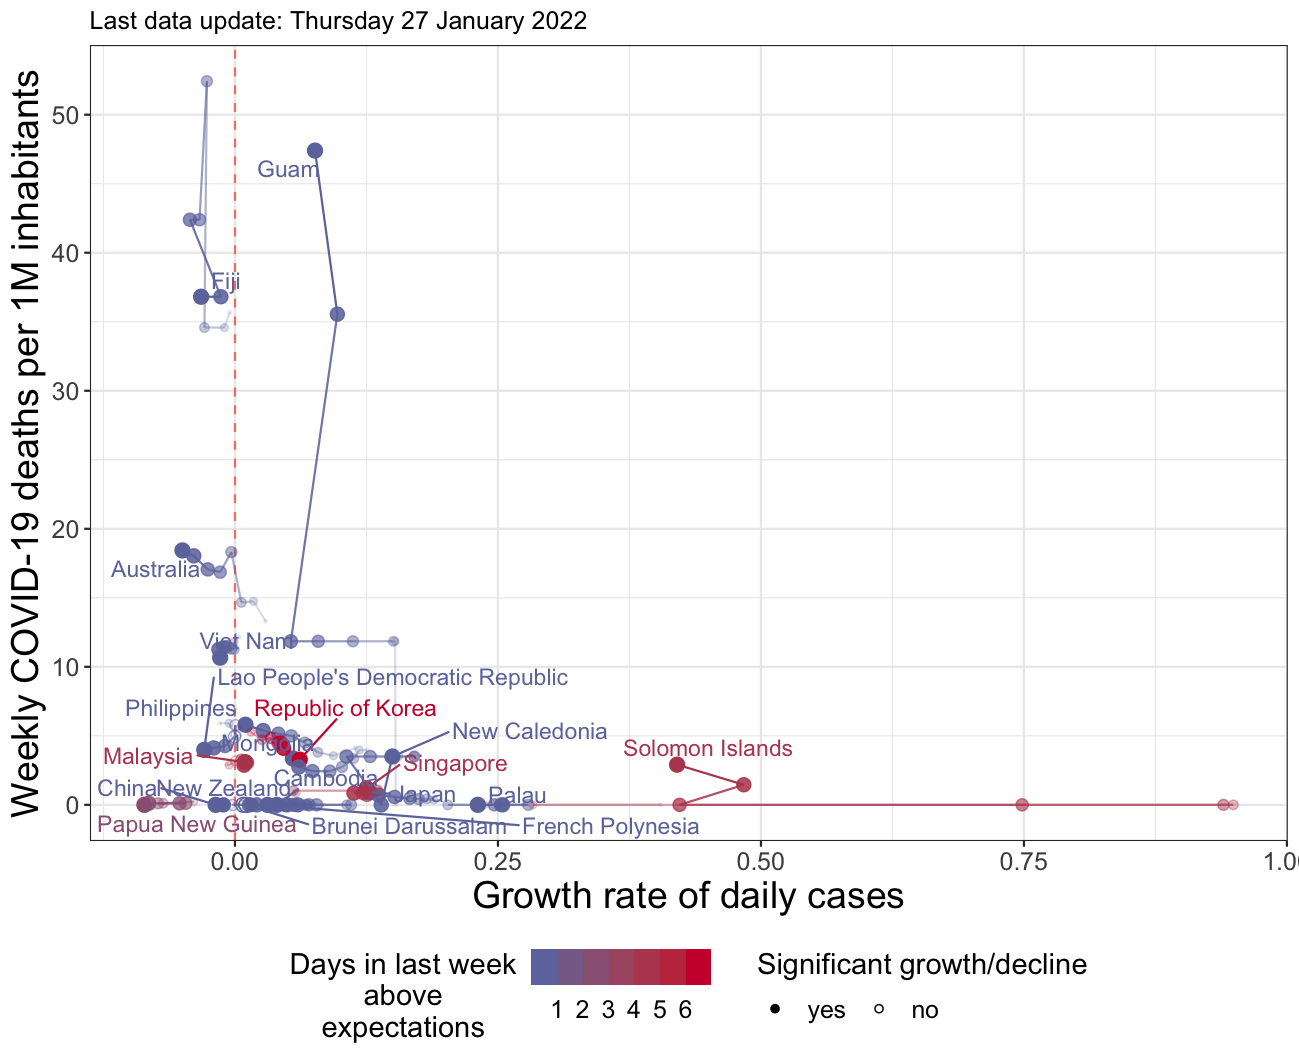 Last data update: Thursday 27 January 2022
Weekly COVID-19 deaths per 1M inhabitants
50
40
30
20
10
0
Guam
Fiji
Australia
Viet Nam
Lao People's Democratic Republic
Philippines
Republic of Korea
New Caledonia
Mongolia
Malaysia
Solomon Islands
Singapore
Cambodia
China
New Zealand
Japan
Palau
Papua New Guinea
Brunei Darussalam
French Polynesia
0.00
0.25
0.50
0.75
1.0
Growth rate of daily cases
Days in last week
above
expectations
1 2 3 4 5 6
Significant growth/decline
yes
no